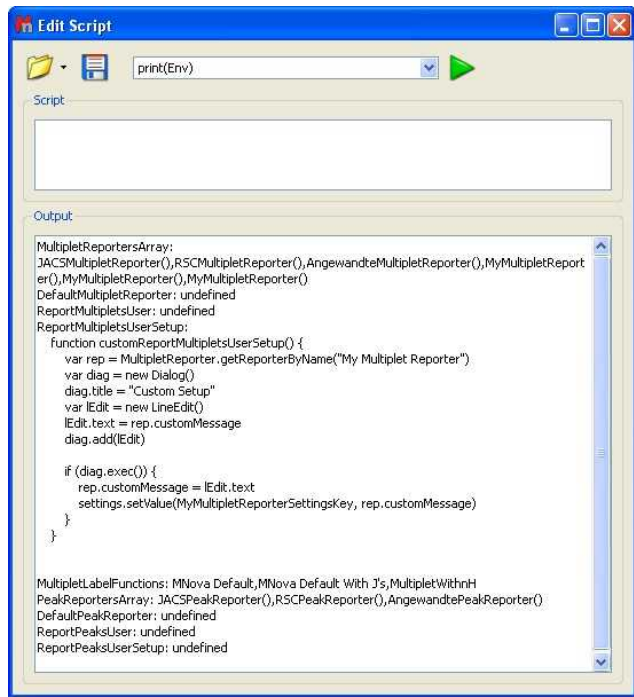 Edit Script
print(Env)
Script
Output
MultipletReportersArray:
JACSMultipletReporter(),RSCMultipletReporter(),AngewandteMultipletReporter(),MyMultipletReport
er(),MyMultipletReporter(),MyMultipletReporter()
DefaultMultipletReporter: undefined
ReportMultipletsUser: undefined
ReportMultipletsUserSetup:
function customReportMultipletsUserSetup() {
var rep = MultipletReporter.getReporterByName("My Multiplet Reporter")
var diag = new Dialog()
diag.title = "Custom Setup"
var lEdit = new LineEdit()
lEdit.text = rep.customMessage
diag.add(lEdit)
if (diag.exec()) {
rep.customMessage = lEdit.text
settings.setValue(MyMultipletReporterSettingsKey, rep.customMessage)
}
}
MultipletLabelFunctions: MNova Default,MNova Default With J's,MultipletWithnH
PeakReportersArray: JACSPeakReporter(),RSCPeakReporter(),AngewandtePeakReporter()
DefaultPeakReporter: undefined
ReportPeaksUser: undefined
ReportPeaksUserSetup: undefined